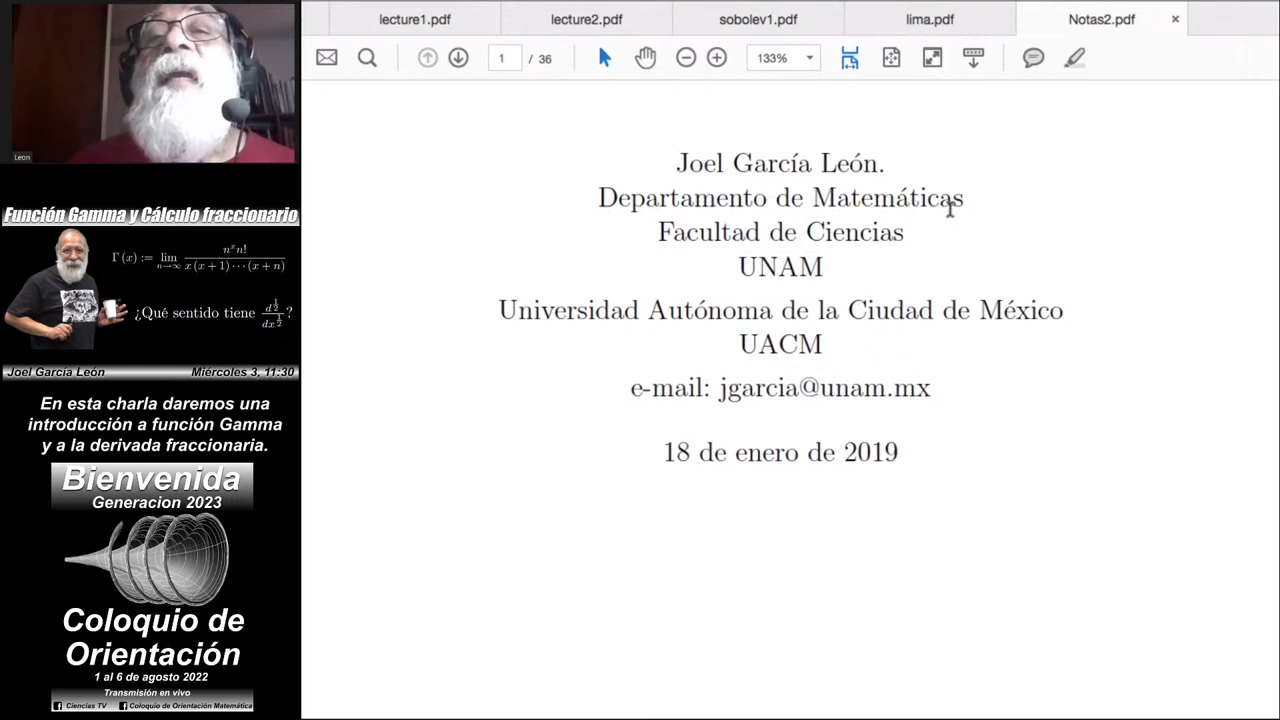 Leon
Función Gamma y Cálculo fraccionario
Γ (x) := lim n→∞ n^x n! / x (x + 1) ··· (x + n)
¿Qué sentido tiene d^{1/2}/dx^{1/2}?
Joel García León Miércoles 3, 11:30
En esta charla daremos una
introducción a función Gamma
y a la derivada fraccionaria.
Bienvenida
Generacion 2023
Coloquio de
Orientación
1 al 6 de agosto 2022
Transmisión en vivo
Ciencias TV Coloquio de Orientación Matemática
lecture1.pdf lecture2.pdf sobolev1.pdf lima.pdf Notas2.pdf ×
1 / 36 133%
Joel García León.
Departamento de Matemáticas
Facultad de Ciencias
UNAM
Universidad Autónoma de la Ciudad de México
UACM
e-mail: jgarcia@unam.mx
18 de enero de 2019